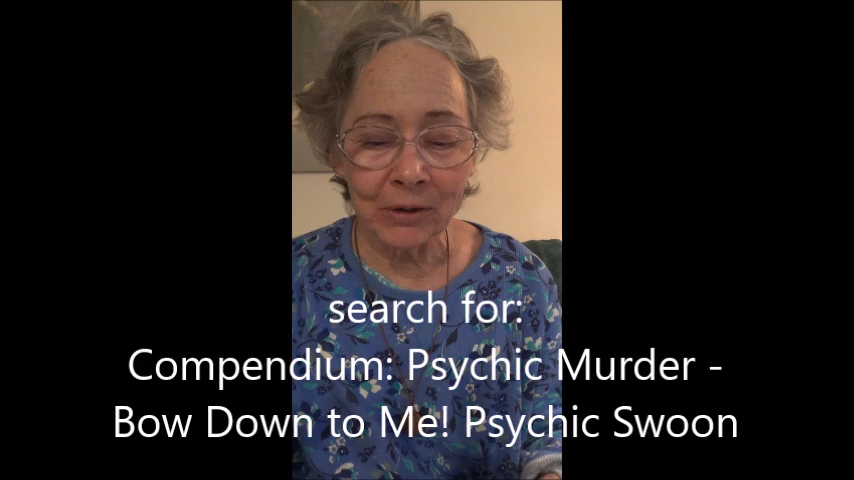 search for:
Compendium: Psychic Murder -
Bow Down to Me! Psychic Swoon